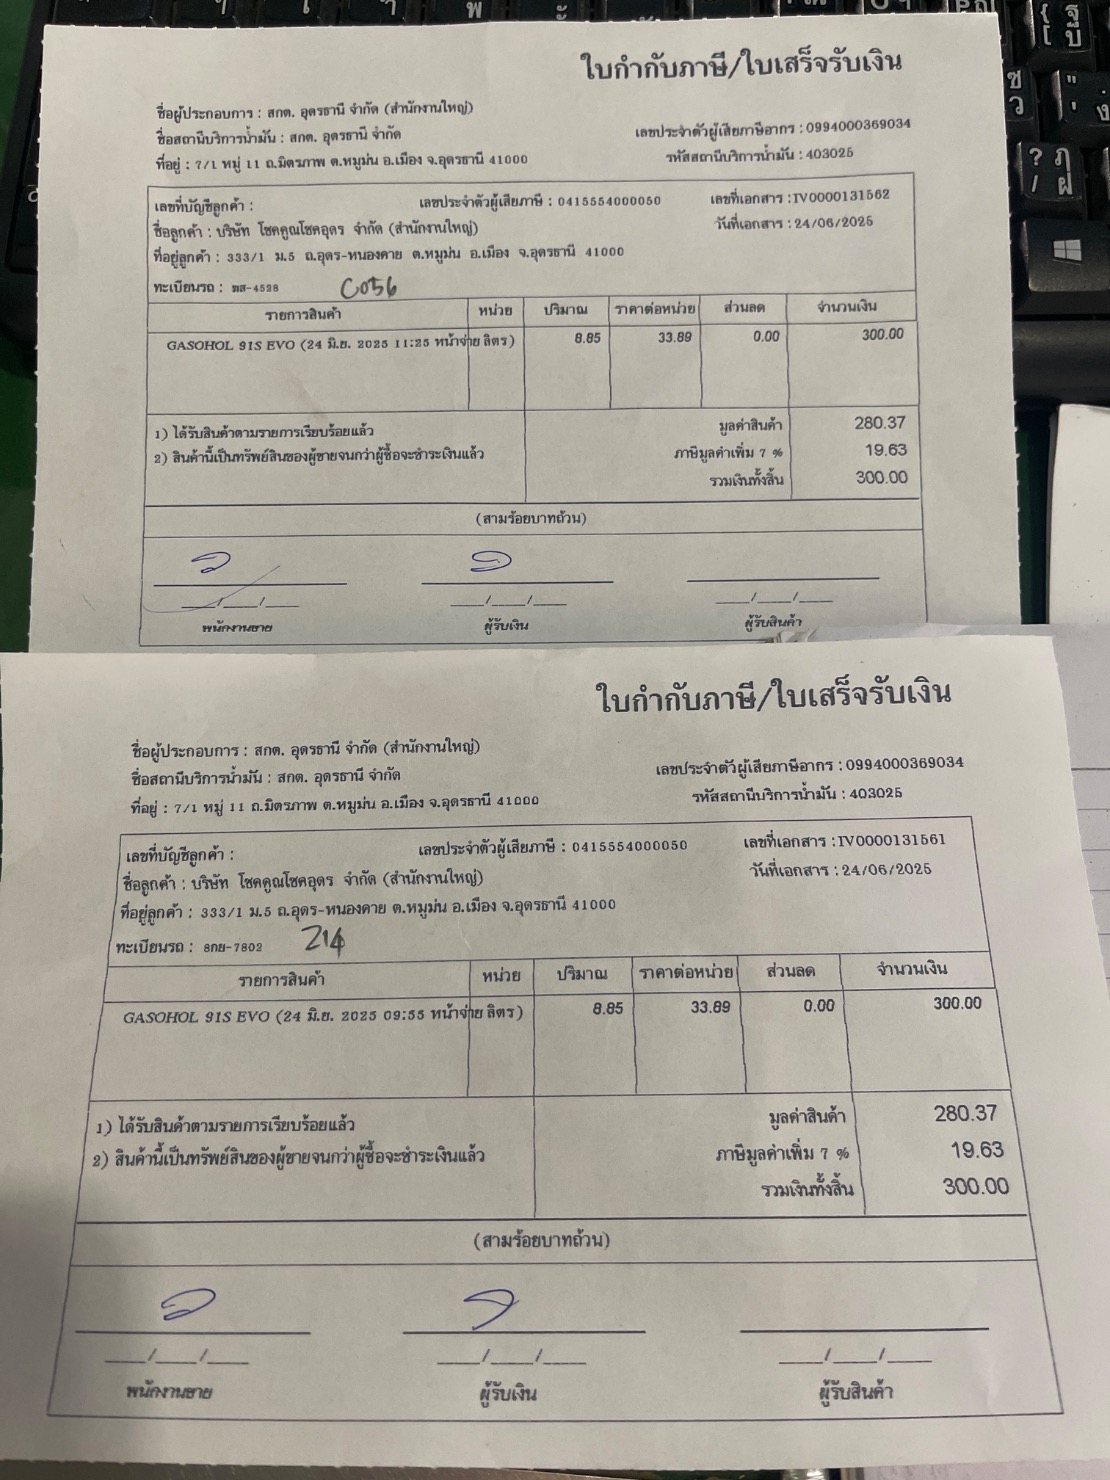 ใบกำกับภาษี/ใบเสร็จรับเงิน
ชื่อผู้ประกอบการ : สกต. อุดรธานี จำกัด (สำนักงานใหญ่)
ชื่อสถานีบริการน้ำมัน : สกต. อุดรธานี จำกัด
เลขประจำตัวผู้เสียภาษีอากร : 0994000369034
ที่อยู่ : 7/1 หมู่ 11 ถ.มิตรภาพ ต.หมูม่น อ.เมือง จ.อุดรธานี 41000
รหัสสถานีบริการน้ำมัน : 403025
เลขที่บัญชีลูกค้า : เลขประจำตัวผู้เสียภาษี : 0415554000050 เลขที่เอกสาร : IV0000131562
ชื่อลูกค้า : บริษัท โชคคูณโชคอุดร จำกัด (สำนักงานใหญ่) วันที่เอกสาร : 24/06/2025
ที่อยู่ลูกค้า : 333/1 ม.5 ถ.อุดร-หนองคาย ต.หมูม่น อ.เมือง จ.อุดรธานี 41000
ทะเบียนรถ : ผส-4528 C056
รายการสินค้า หน่วย ปริมาณ ราคาต่อหน่วย ส่วนลด จำนวนเงิน
GASOHOL 91S EVO (24 มิ.ย. 2025 11:25 หน้าจ่าย ลิตร) 8.85 33.89 0.00 300.00
1) ได้รับสินค้าตามรายการเรียบร้อยแล้ว มูลค่าสินค้า 280.37
2) สินค้านี้เป็นทรัพย์สินของผู้ขายจนกว่าผู้ซื้อจะชำระเงินแล้ว ภาษีมูลค่าเพิ่ม 7 % 19.63
รวมเงินทั้งสิ้น 300.00
(สามร้อยบาทถ้วน)
___/___/___ ___/___/___ ___/___/___
พนักงานขาย ผู้รับเงิน ผู้รับสินค้า
ใบกำกับภาษี/ใบเสร็จรับเงิน
ชื่อผู้ประกอบการ : สกต. อุดรธานี จำกัด (สำนักงานใหญ่)
ชื่อสถานีบริการน้ำมัน : สกต. อุดรธานี จำกัด
เลขประจำตัวผู้เสียภาษีอากร : 0994000369034
ที่อยู่ : 7/1 หมู่ 11 ถ.มิตรภาพ ต.หมูม่น อ.เมือง จ.อุดรธานี 41000
รหัสสถานีบริการน้ำมัน : 403025
เลขที่บัญชีลูกค้า : เลขประจำตัวผู้เสียภาษี : 0415554000050 เลขที่เอกสาร : IV0000131561
ชื่อลูกค้า : บริษัท โชคคูณโชคอุดร จำกัด (สำนักงานใหญ่) วันที่เอกสาร : 24/06/2025
ที่อยู่ลูกค้า : 333/1 ม.5 ถ.อุดร-หนองคาย ต.หมูม่น อ.เมือง จ.อุดรธานี 41000
ทะเบียนรถ : 8กย-7802 Z14
รายการสินค้า หน่วย ปริมาณ ราคาต่อหน่วย ส่วนลด จำนวนเงิน
GASOHOL 91S EVO (24 มิ.ย. 2025 09:55 หน้าจ่าย ลิตร) 8.85 33.89 0.00 300.00
1) ได้รับสินค้าตามรายการเรียบร้อยแล้ว มูลค่าสินค้า 280.37
2) สินค้านี้เป็นทรัพย์สินของผู้ขายจนกว่าผู้ซื้อจะชำระเงินแล้ว ภาษีมูลค่าเพิ่ม 7 % 19.63
รวมเงินทั้งสิ้น 300.00
(สามร้อยบาทถ้วน)
___/___/___ ___/___/___ ___/___/___
พนักงานขาย ผู้รับเงิน ผู้รับสินค้า